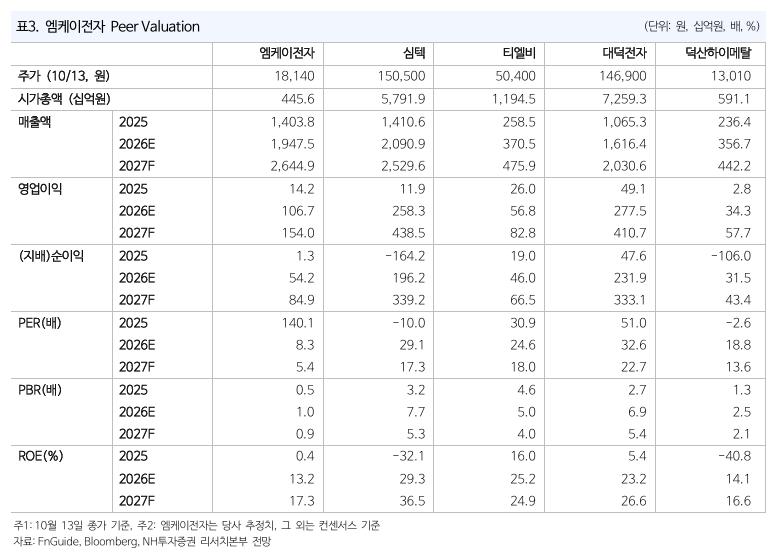 표3. 엠케이전자 Peer Valuation (단위: 원, 십억원, 배, %)
엠케이전자 심텍 티엘비 대덕전자 덕산하이메탈
주가 (10/13, 원) 18,140 150,500 50,400 146,900 13,010
시가총액 (십억원) 445.6 5,791.9 1,194.5 7,259.3 591.1
매출액 2025 1,403.8 1,410.6 258.5 1,065.3 236.4
2026E 1,947.5 2,090.9 370.5 1,616.4 356.7
2027F 2,644.9 2,529.6 475.9 2,030.6 442.2
영업이익 2025 14.2 11.9 26.0 49.1 2.8
2026E 106.7 258.3 56.8 277.5 34.3
2027F 154.0 438.5 82.8 410.7 57.7
(지배)순이익 2025 1.3 -164.2 19.0 47.6 -106.0
2026E 54.2 196.2 46.0 231.9 31.5
2027F 84.9 339.2 66.5 333.1 43.4
PER(배) 2025 140.1 -10.0 30.9 51.0 -2.6
2026E 8.3 29.1 24.6 32.6 18.8
2027F 5.4 17.3 18.0 22.7 13.6
PBR(배) 2025 0.5 3.2 4.6 2.7 1.3
2026E 1.0 7.7 5.0 6.9 2.5
2027F 0.9 5.3 4.0 5.4 2.1
ROE(%) 2025 0.4 -32.1 16.0 5.4 -40.8
2026E 13.2 29.3 25.2 23.2 14.1
2027F 17.3 36.5 24.9 26.6 16.6
주1: 10월 13일 종가 기준, 주2: 엠케이전자는 당사 추정치, 그 외는 컨센서스 기준
자료: FnGuide, Bloomberg, NH투자증권 리서치본부 전망